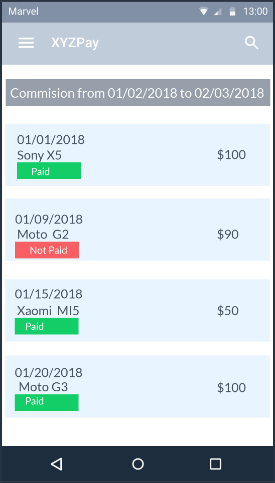 Marvel 13:00
XYZPay
Commision from 01/02/2018 to 02/03/2018
01/01/2018
Sony X5 $100
Paid
01/09/2018
Moto G2 $90
Not Paid
01/15/2018
Xaomi MI5 $50
Paid
01/20/2018
Moto G3 $100
Paid